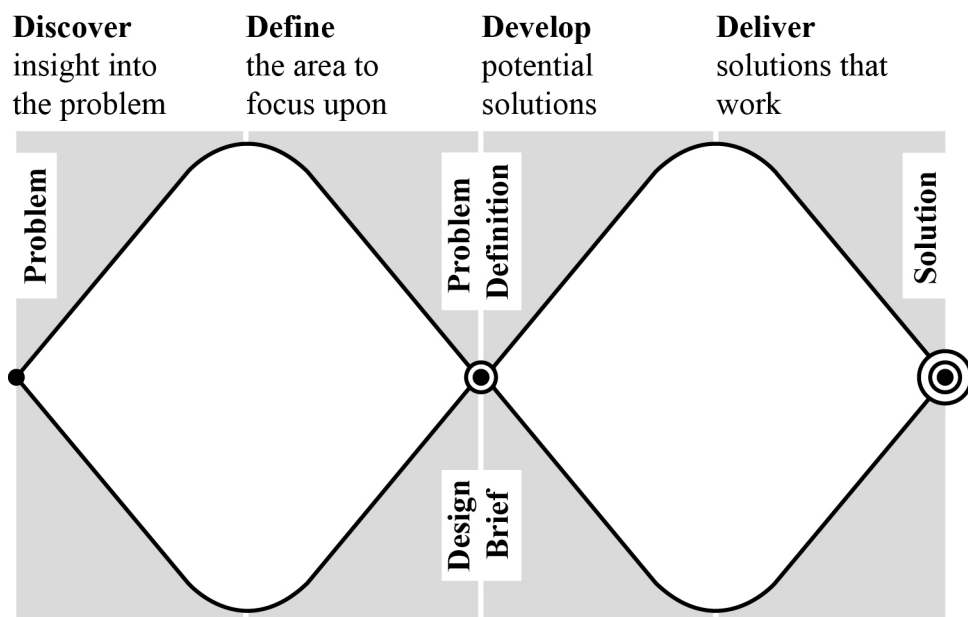 Discover
insight into
the problem
Define
the area to
focus upon
Develop
potential
solutions
Deliver
solutions that
work
Problem
Problem
Definition
Design
Brief
Solution